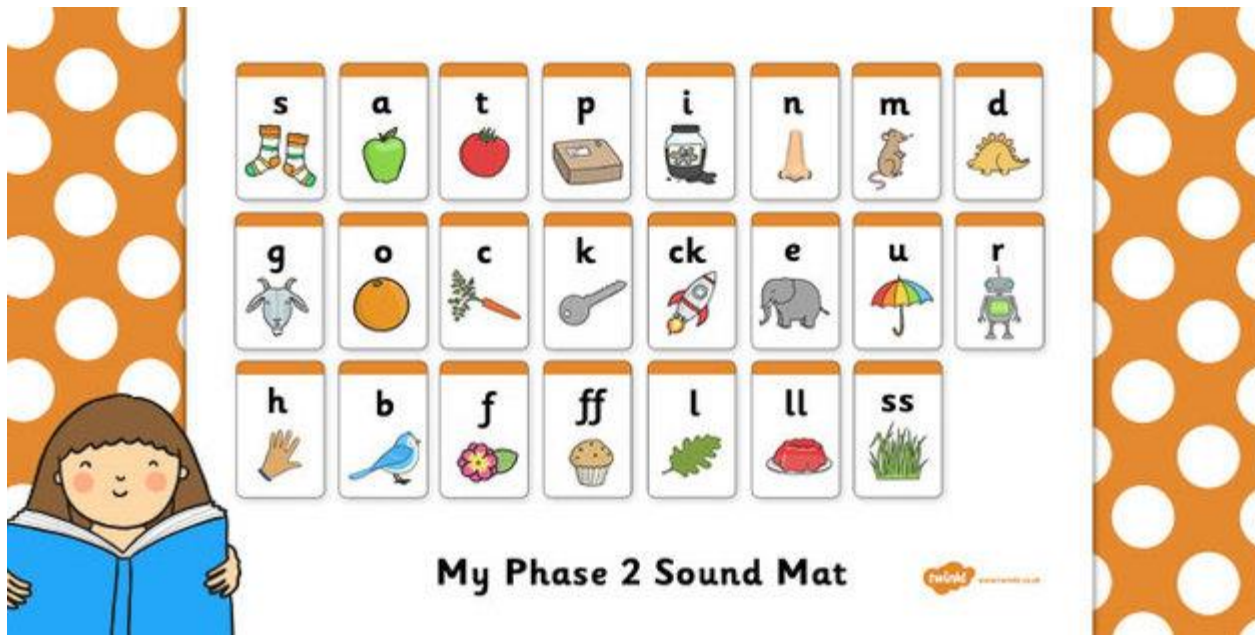 s a t p i n m d
g o c k ck e u r
h b f ff l ll ss
My Phase 2 Sound Mat
twinkl